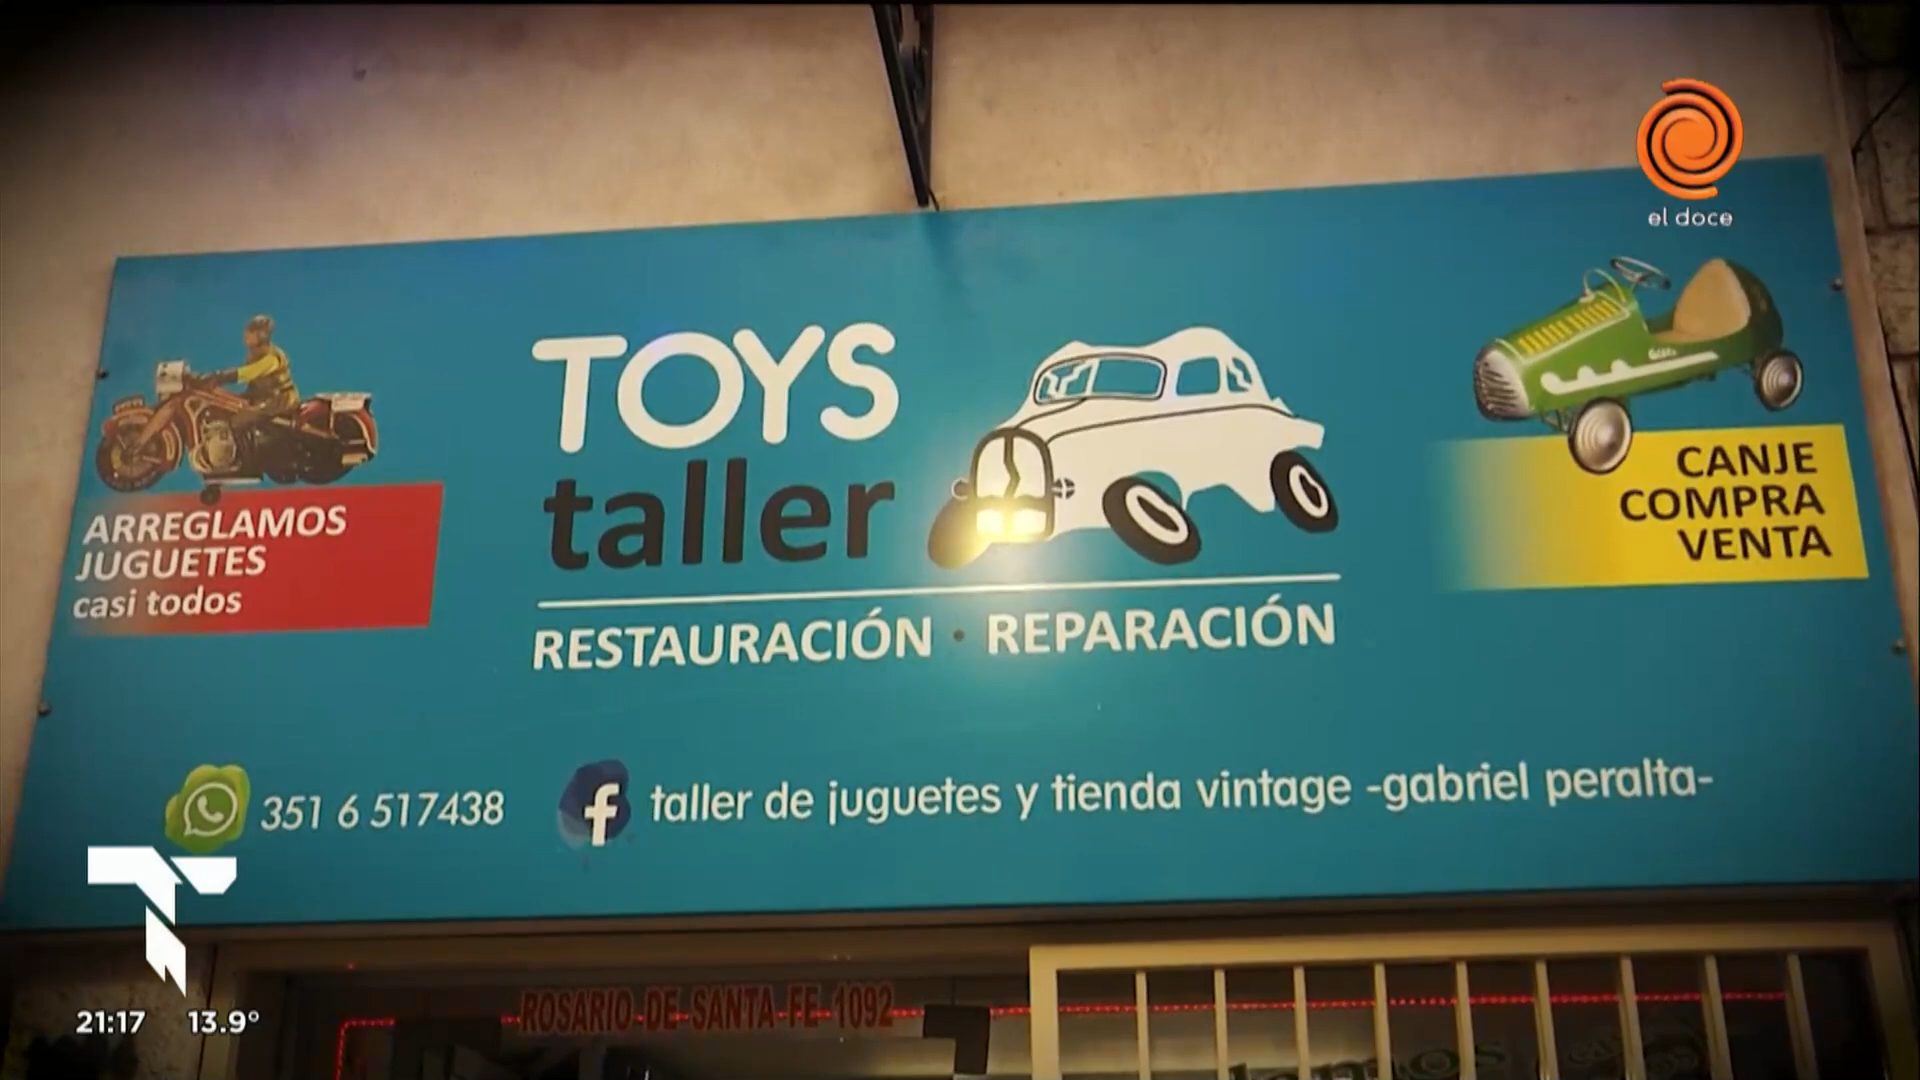 el doce
TOYS
taller
RESTAURACIÓN • REPARACIÓN
ARREGLAMOS
JUGUETES
casi todos
CANJE
COMPRA
VENTA
351 6 517438
taller de juguetes y tienda vintage -gabriel peralta-
ROSARIO DE SANTA FE 1092
21:17 13.9°